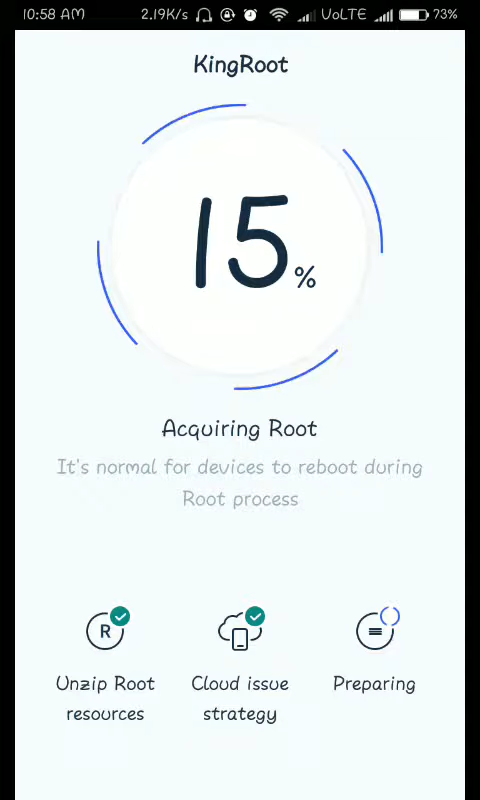 10:58 AM 2.19K/s VoLTE 73%
KingRoot
15%
Acquiring Root
It's normal for devices to reboot during
Root process
R
Unzip Root
resources
Cloud issue
strategy
Preparing